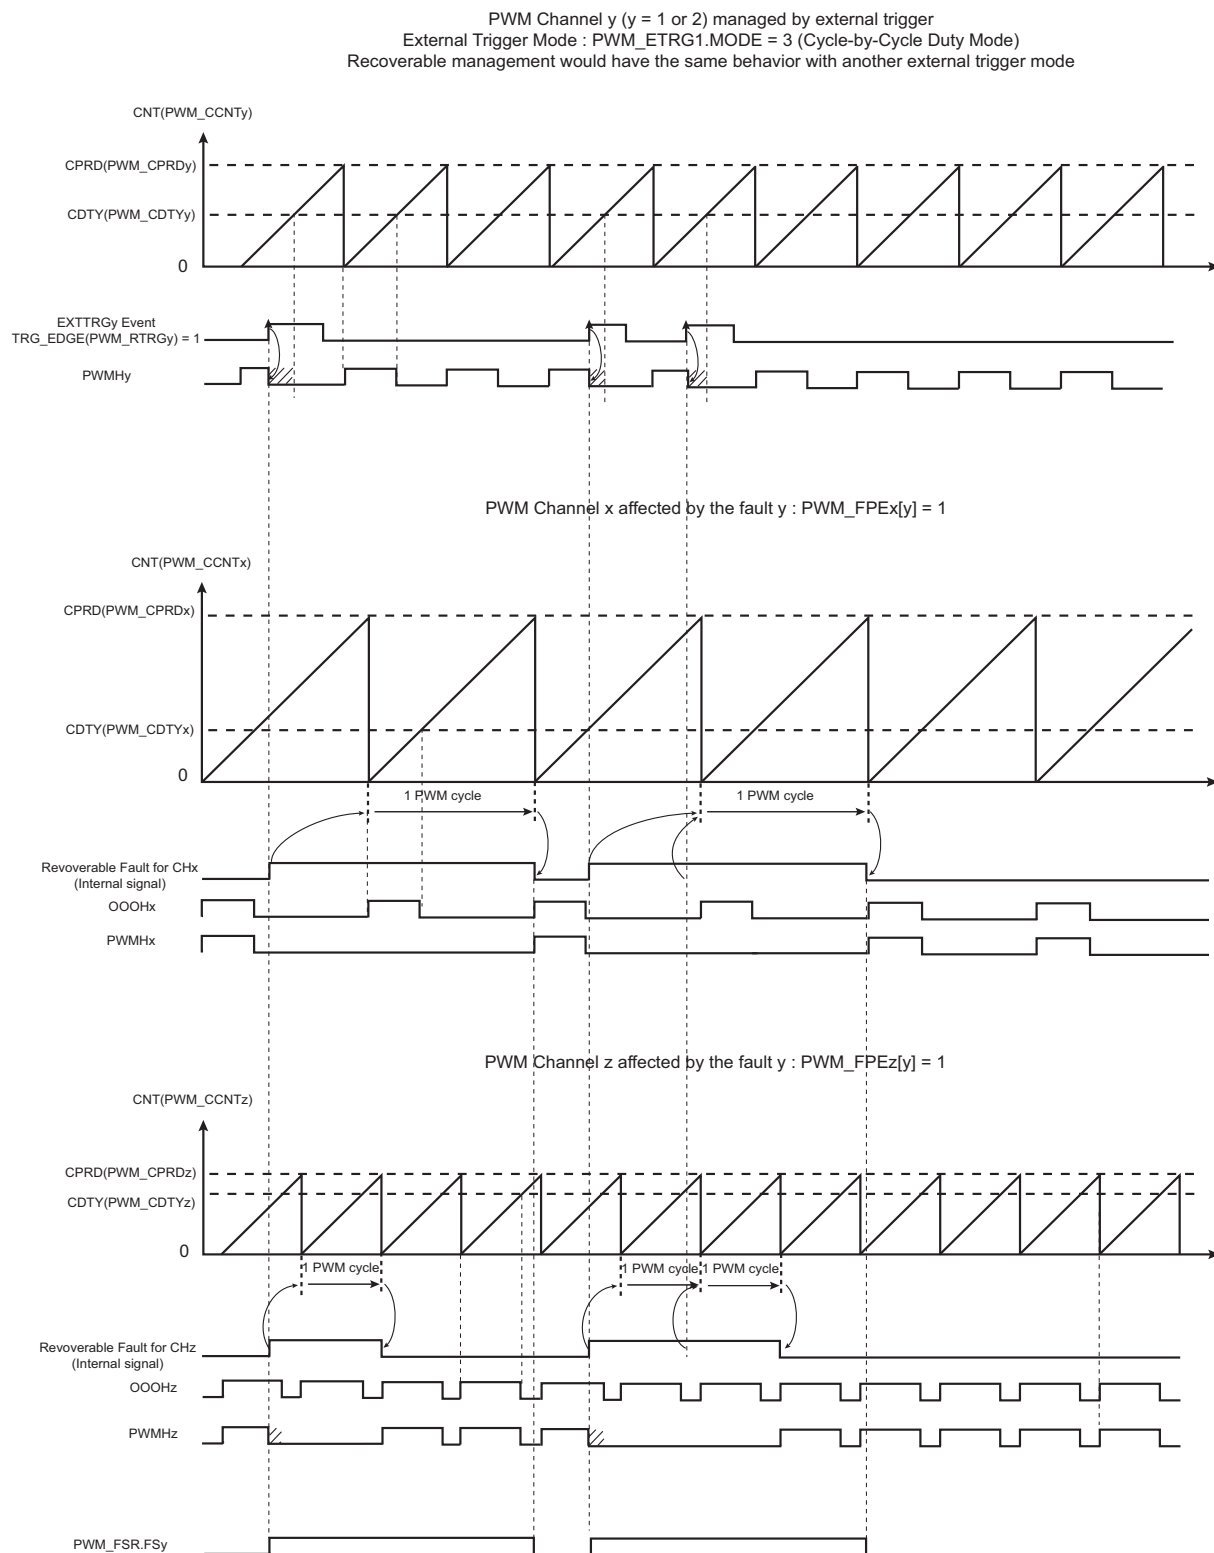 PWM Channel y (y = 1 or 2) managed by external trigger
External Trigger Mode : PWM_ETRG1.MODE = 3 (Cycle-by-Cycle Duty Mode)
Recoverable management would have the same behavior with another external trigger mode
CNT(PWM_CCNTy)
CPRD(PWM_CPRDy)
CDTY(PWM_CDTYy)
0
EXTTRGy Event
TRG_EDGE(PWM_RTRGy) = 1
PWMHy
PWM Channel x affected by the fault y : PWM_FPEx[y] = 1
CNT(PWM_CCNTx)
CPRD(PWM_CPRDx)
CDTY(PWM_CDTYx)
0
1 PWM cycle
1 PWM cycle
Revoverable Fault for CHx
(Internal signal)
OOOHx
PWMHx
PWM Channel z affected by the fault y : PWM_FPEz[y] = 1
CNT(PWM_CCNTz)
CPRD(PWM_CPRDz)
CDTY(PWM_CDTYz)
0
1 PWM cycle
1 PWM cycle
1 PWM cycle
Revoverable Fault for CHz
(Internal signal)
OOOHz
PWMHz
PWM_FSR.FSy